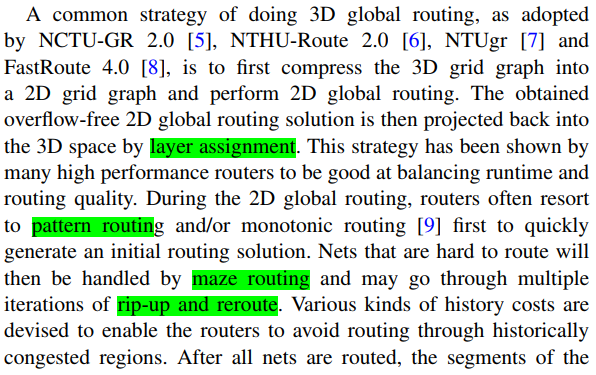 A common strategy of doing 3D global routing, as adopted
by NCTU-GR 2.0 [5], NTHU-Route 2.0 [6], NTUgr [7] and
FastRoute 4.0 [8], is to first compress the 3D grid graph into
a 2D grid graph and perform 2D global routing. The obtained
overflow-free 2D global routing solution is then projected back into
the 3D space by layer assignment. This strategy has been shown by
many high performance routers to be good at balancing runtime and
routing quality. During the 2D global routing, routers often resort
to pattern routing and/or monotonic routing [9] first to quickly
generate an initial routing solution. Nets that are hard to route will
then be handled by maze routing and may go through multiple
iterations of rip-up and reroute. Various kinds of history costs are
devised to enable the routers to avoid routing through historically
congested regions. After all nets are routed, the segments of the